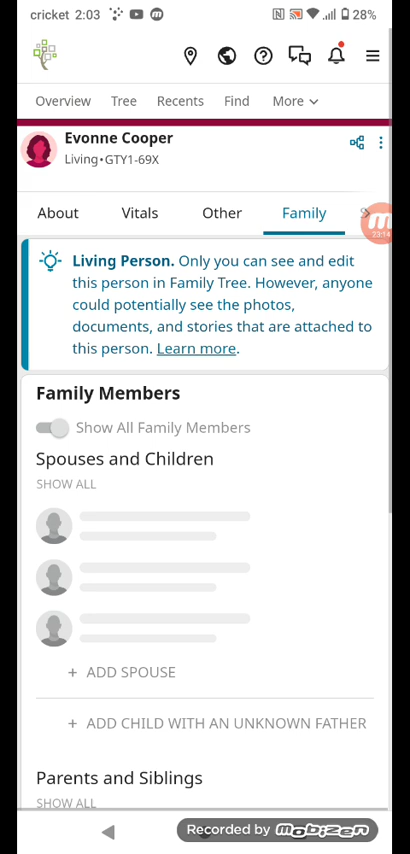 cricket 2:03 28%
Overview Tree Recents Find More
Evonne Cooper
Living•GTY1-69X
About Vitals Other Family
23:14
Living Person. Only you can see and edit
this person in Family Tree. However, anyone
could potentially see the photos,
documents, and stories that are attached to
this person. Learn more.
Family Members
Show All Family Members
Spouses and Children
SHOW ALL
+ ADD SPOUSE
+ ADD CHILD WITH AN UNKNOWN FATHER
Parents and Siblings
SHOW ALL
Recorded by mobizen